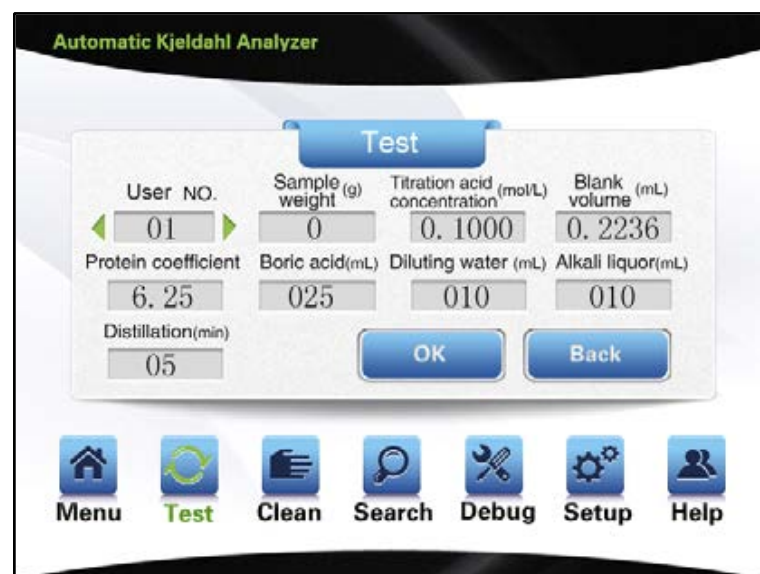 Automatic Kjeldahl Analyzer
Test
User NO.
Sample weight (g)
Titration acid concentration (mol/L)
Blank volume (mL)
01
0
0.1000
0.2236
Protein coefficient
Boric acid(mL)
Diluting water (mL)
Alkali liquor(mL)
6.25
025
010
010
Distillation(min)
05
OK
Back
Menu
Test
Clean
Search
Debug
Setup
Help